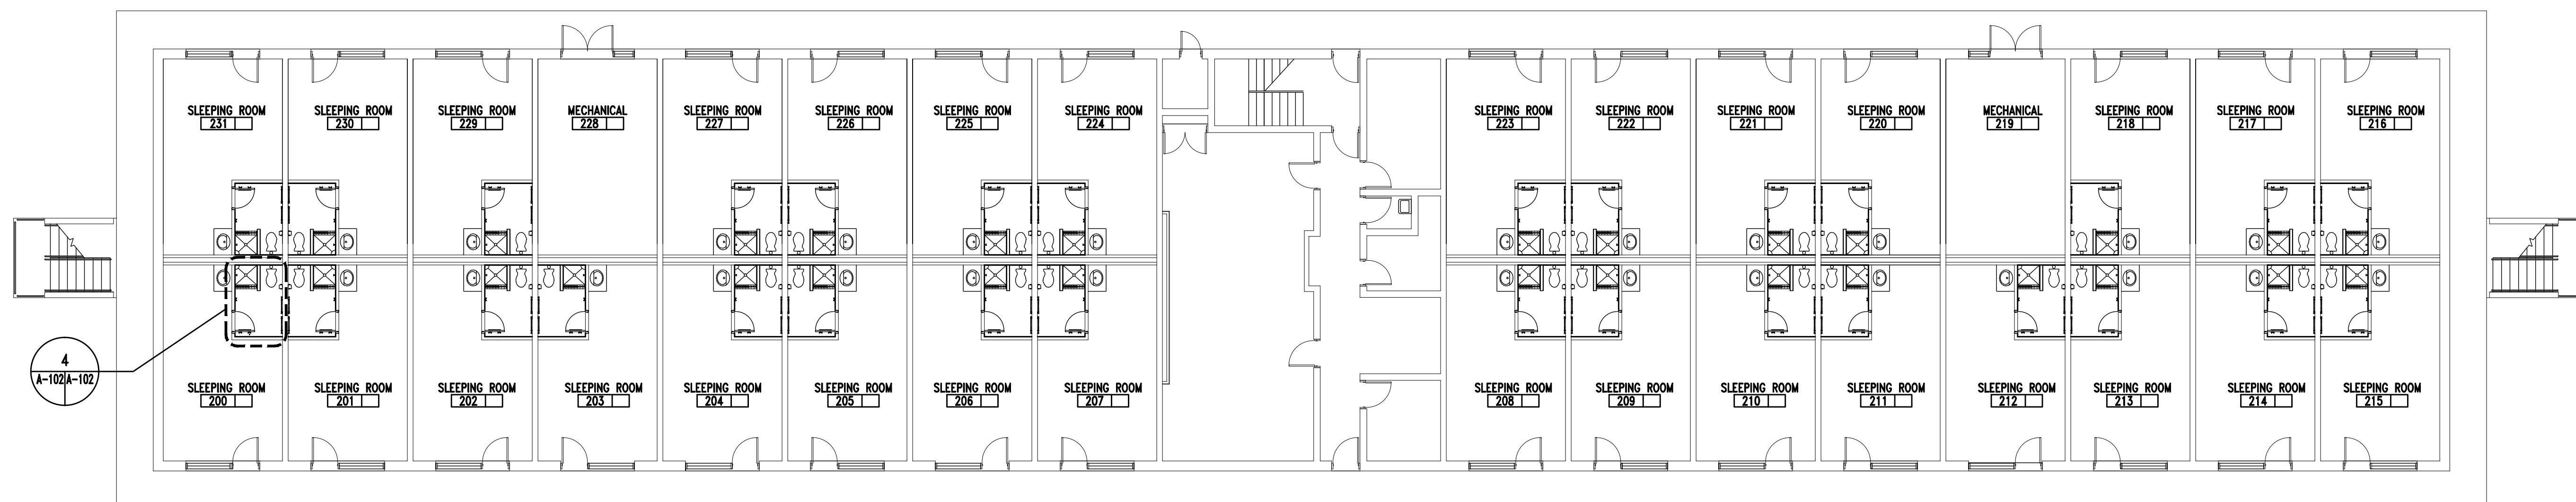 SLEEPING ROOM
231
SLEEPING ROOM
230
SLEEPING ROOM
229
MECHANICAL
228
SLEEPING ROOM
227
SLEEPING ROOM
226
SLEEPING ROOM
225
SLEEPING ROOM
224
SLEEPING ROOM
223
SLEEPING ROOM
222
SLEEPING ROOM
221
SLEEPING ROOM
220
MECHANICAL
219
SLEEPING ROOM
218
SLEEPING ROOM
217
SLEEPING ROOM
216
4
A-102 A-102
SLEEPING ROOM
200
SLEEPING ROOM
201
SLEEPING ROOM
202
SLEEPING ROOM
203
SLEEPING ROOM
204
SLEEPING ROOM
205
SLEEPING ROOM
206
SLEEPING ROOM
207
SLEEPING ROOM
208
SLEEPING ROOM
209
SLEEPING ROOM
210
SLEEPING ROOM
211
SLEEPING ROOM
212
SLEEPING ROOM
213
SLEEPING ROOM
214
SLEEPING ROOM
215